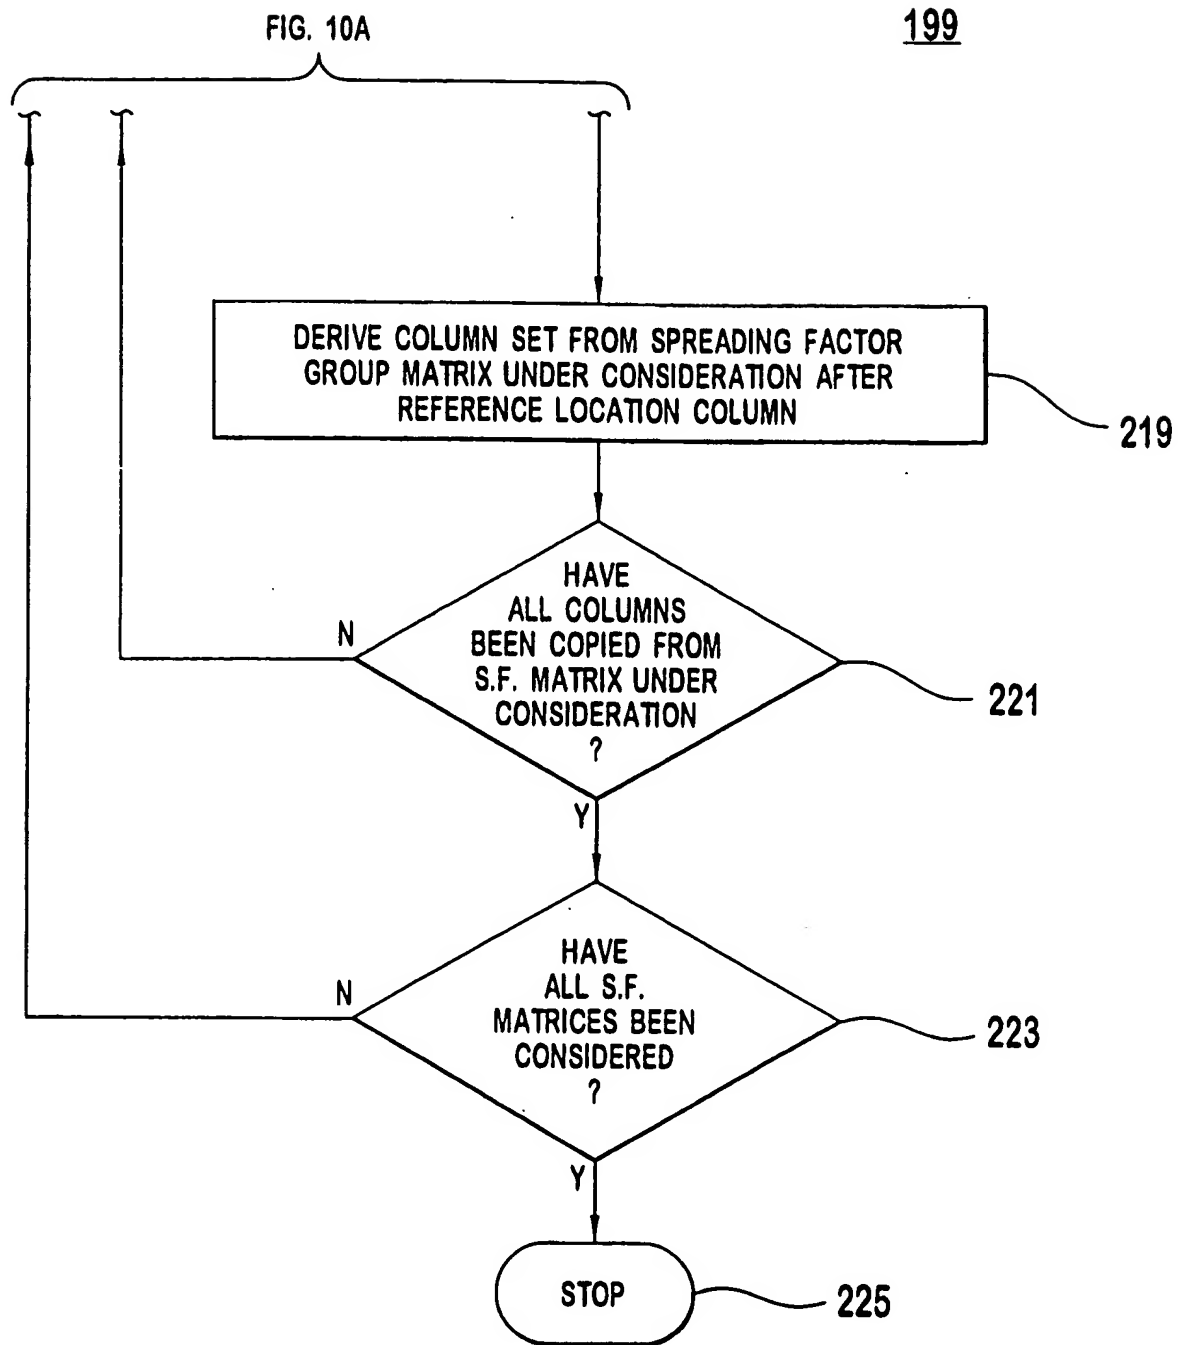 FIG. 10A
199
DERIVE COLUMN SET FROM SPREADING FACTOR
GROUP MATRIX UNDER CONSIDERATION AFTER
REFERENCE LOCATION COLUMN
219
HAVE
ALL COLUMNS
BEEN COPIED FROM
S.F. MATRIX UNDER
CONSIDERATION
?
N
221
Y
HAVE
ALL S.F.
MATRICES BEEN
CONSIDERED
?
N
223
Y
STOP
225